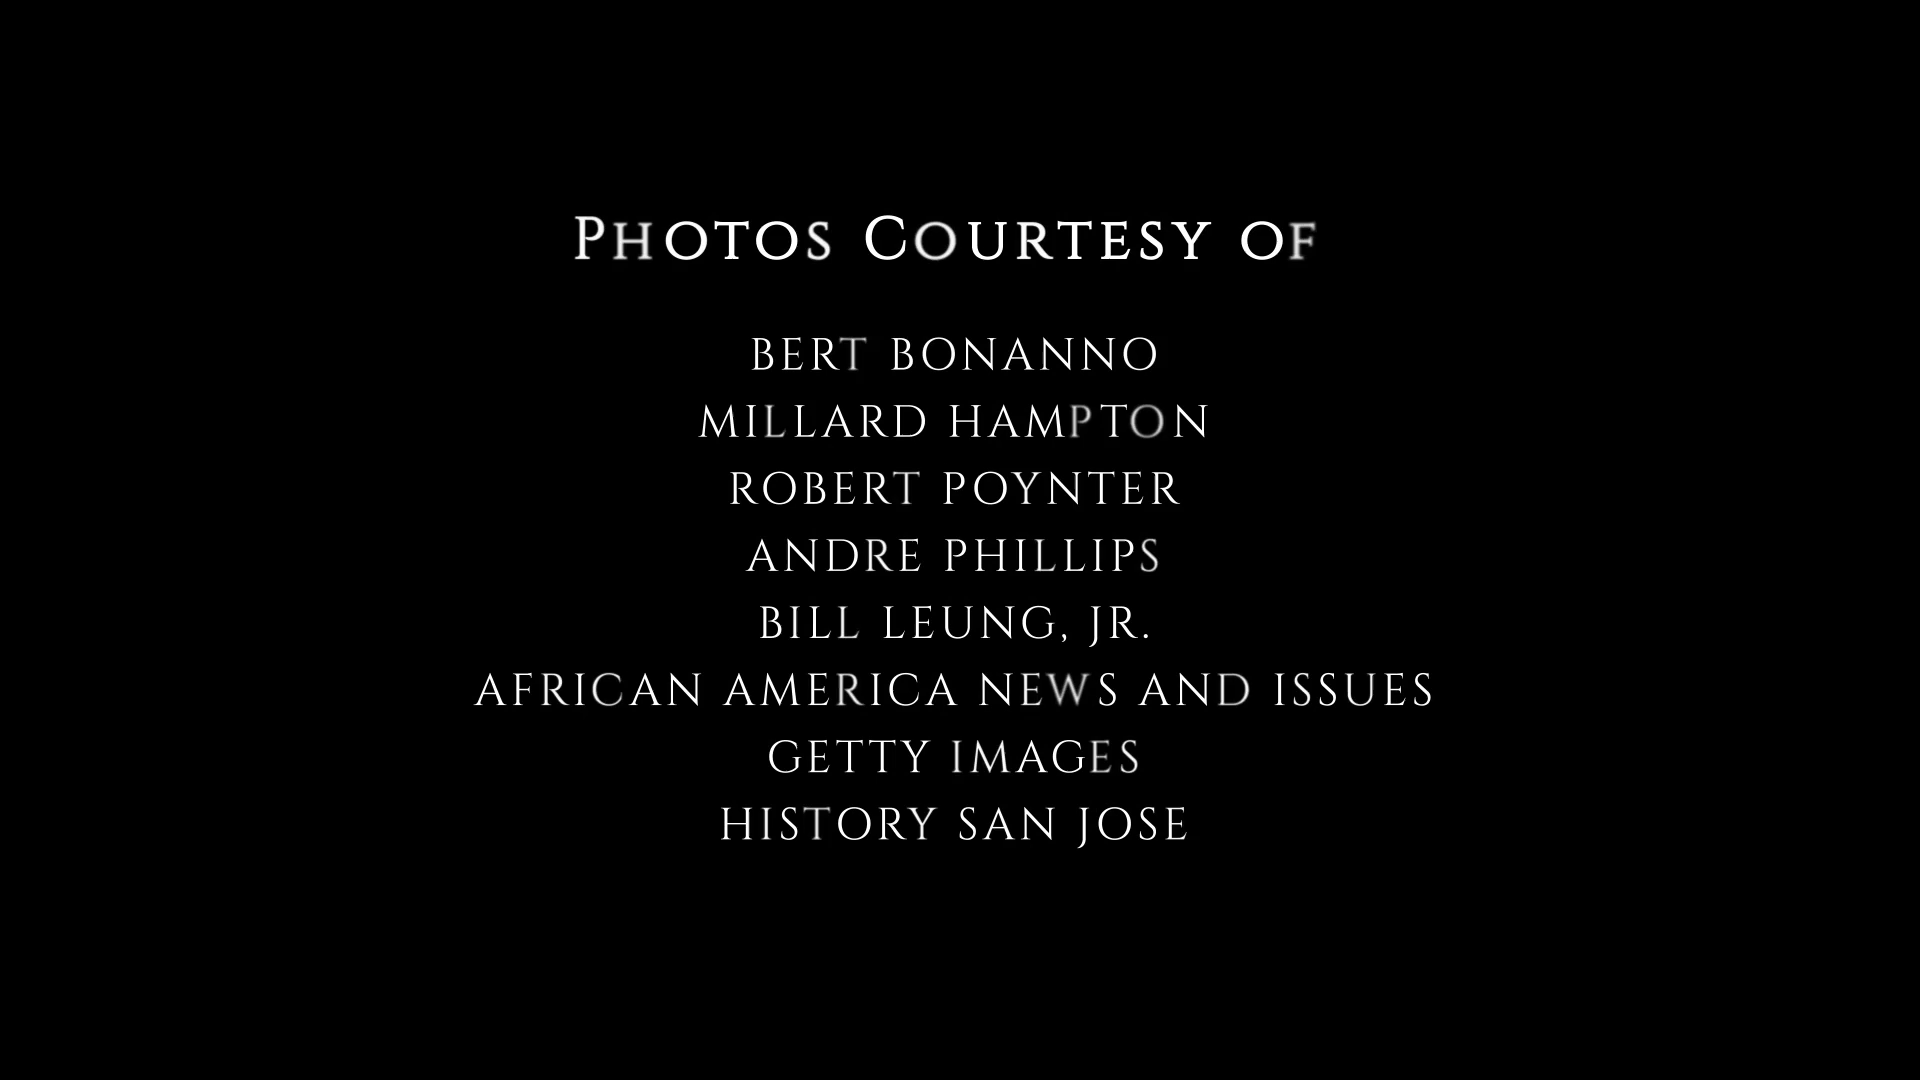 Photos Courtesy of
BERT BONANNO
MILLARD HAMPTON
ROBERT POYNTER
ANDRE PHILLIPS
BILL LEUNG, JR.
AFRICAN AMERICA NEWS AND ISSUES
GETTY IMAGES
HISTORY SAN JOSE